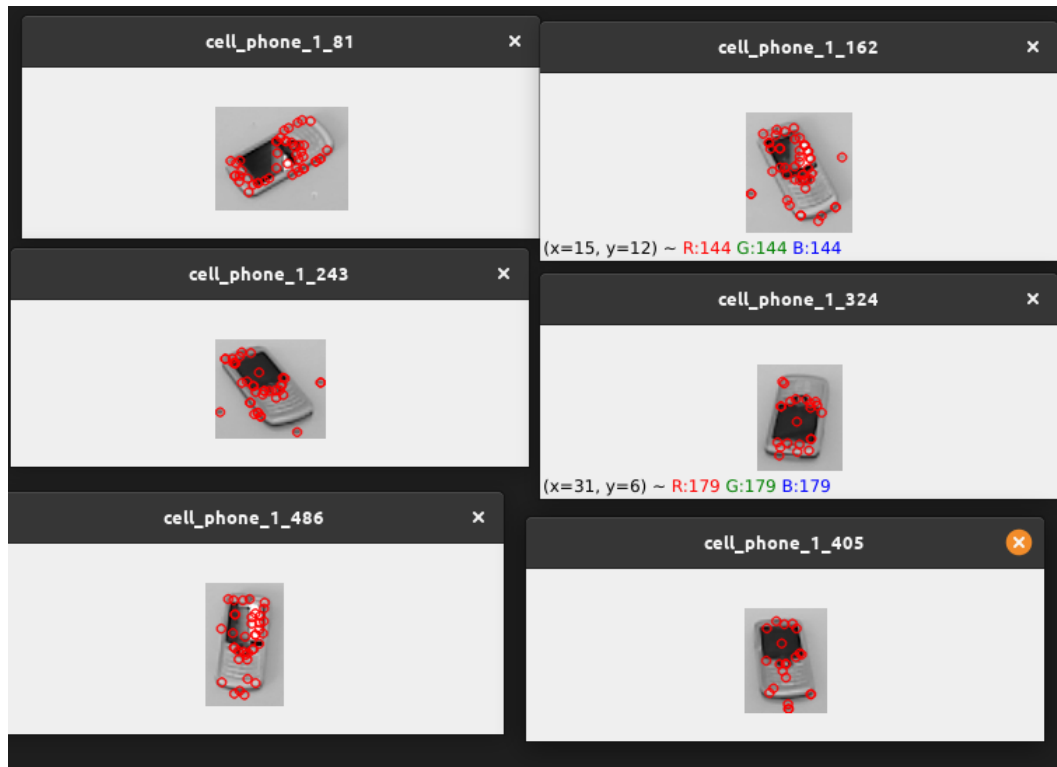 cell_phone_1_81 ×
cell_phone_1_162 ×
(x=15, y=12) ~ R:144 G:144 B:144
cell_phone_1_243 ×
cell_phone_1_324 ×
(x=31, y=6) ~ R:179 G:179 B:179
cell_phone_1_486 ×
cell_phone_1_405 ×